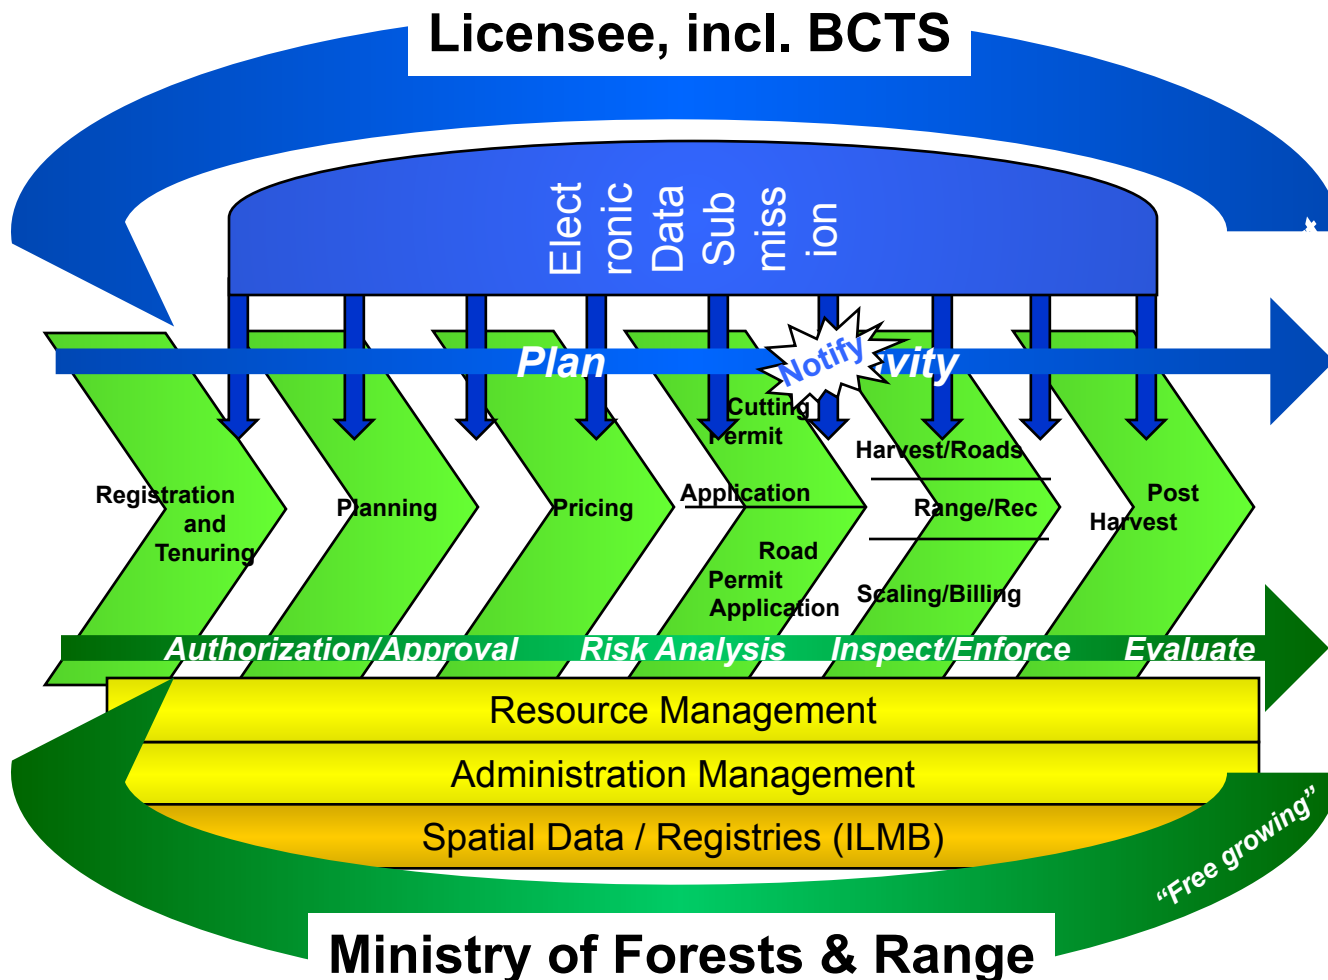 Licensee, incl. BCTS
Elect
ronic
Data
Sub
miss
ion
Plan
Notify
vity
Cutting
Permit
Application
Road
Permit
Application
Harvest/Roads
Range/Rec
Scaling/Billing
Registration
and
Tenuring
Planning
Pricing
Post
Harvest
Authorization/Approval
Risk Analysis
Inspect/Enforce
Evaluate
Resource Management
Administration Management
Spatial Data / Registries (ILMB)
“Free growing”
Ministry of Forests & Range